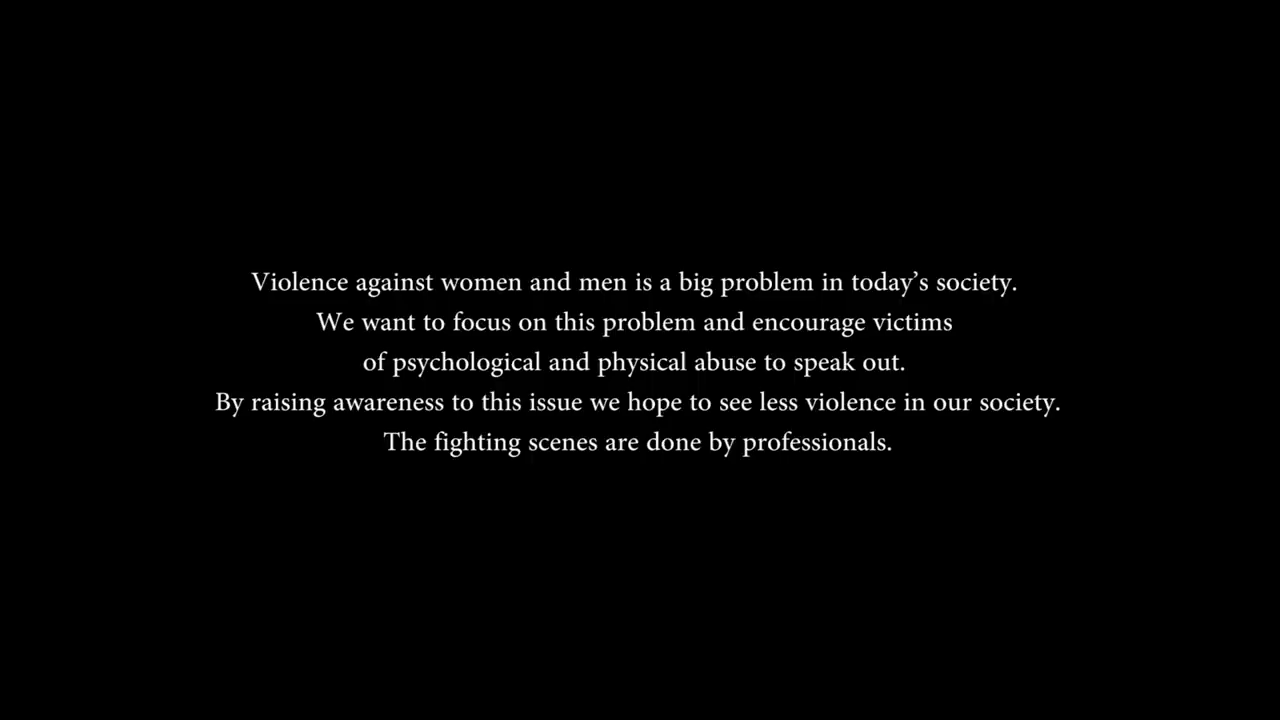 Violence against women and men is a big problem in today’s society.
We want to focus on this problem and encourage victims
of psychological and physical abuse to speak out.
By raising awareness to this issue we hope to see less violence in our society.
The fighting scenes are done by professionals.